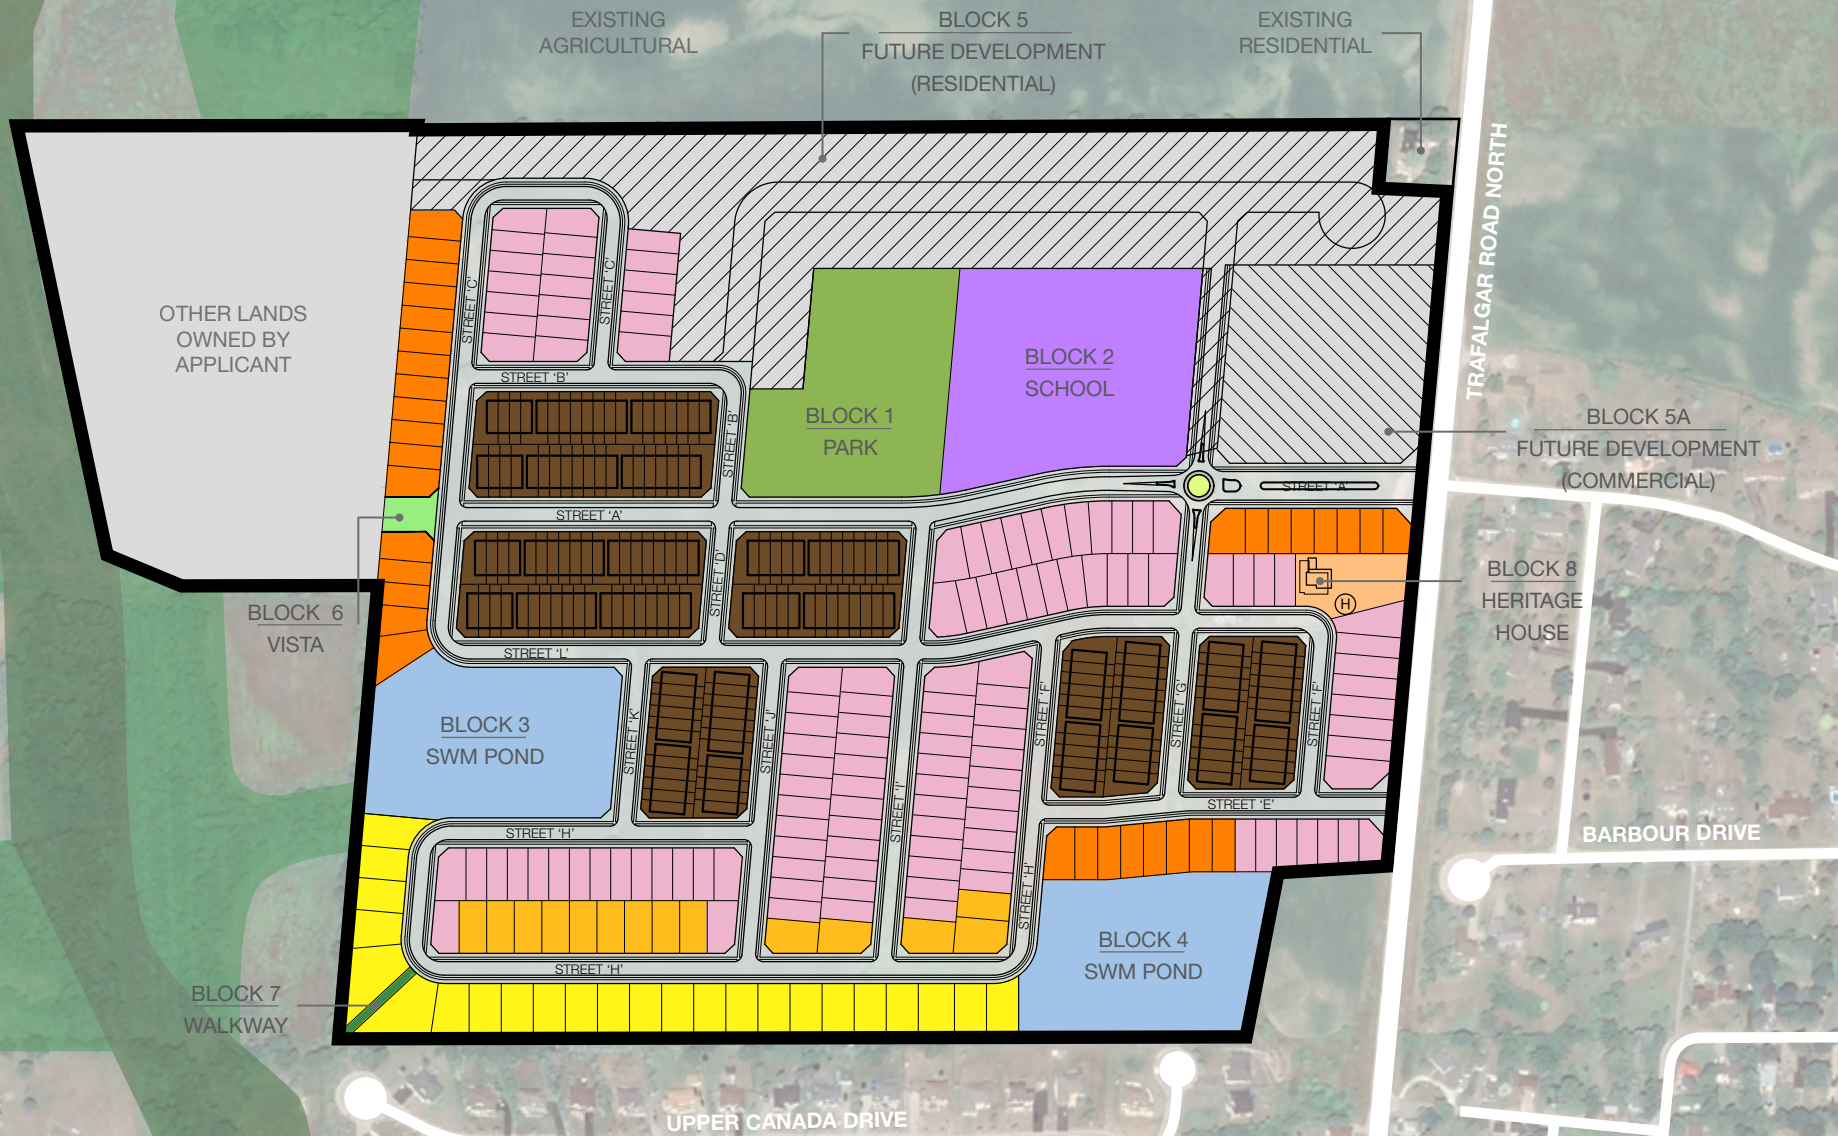 EXISTING
AGRICULTURAL
BLOCK 5
FUTURE DEVELOPMENT
(RESIDENTIAL)
EXISTING
RESIDENTIAL
TRAFALGAR ROAD NORTH
OTHER LANDS
OWNED BY
APPLICANT
STREET 'C'
STREET 'C'
STREET 'B'
STREET 'B'
BLOCK 1
PARK
BLOCK 2
SCHOOL
BLOCK 5A
FUTURE DEVELOPMENT
(COMMERCIAL)
STREET 'A'
STREET 'A'
STREET 'D'
BLOCK 8
HERITAGE
HOUSE
H
BLOCK 6
VISTA
STREET 'L'
BLOCK 3
SWM POND
STREET 'K'
STREET 'J'
STREET 'I'
STREET 'F'
STREET 'G'
STREET 'F'
STREET 'E'
STREET 'H'
STREET 'H'
STREET 'H'
BARBOUR DRIVE
BLOCK 4
SWM POND
BLOCK 7
WALKWAY
UPPER CANADA DRIVE